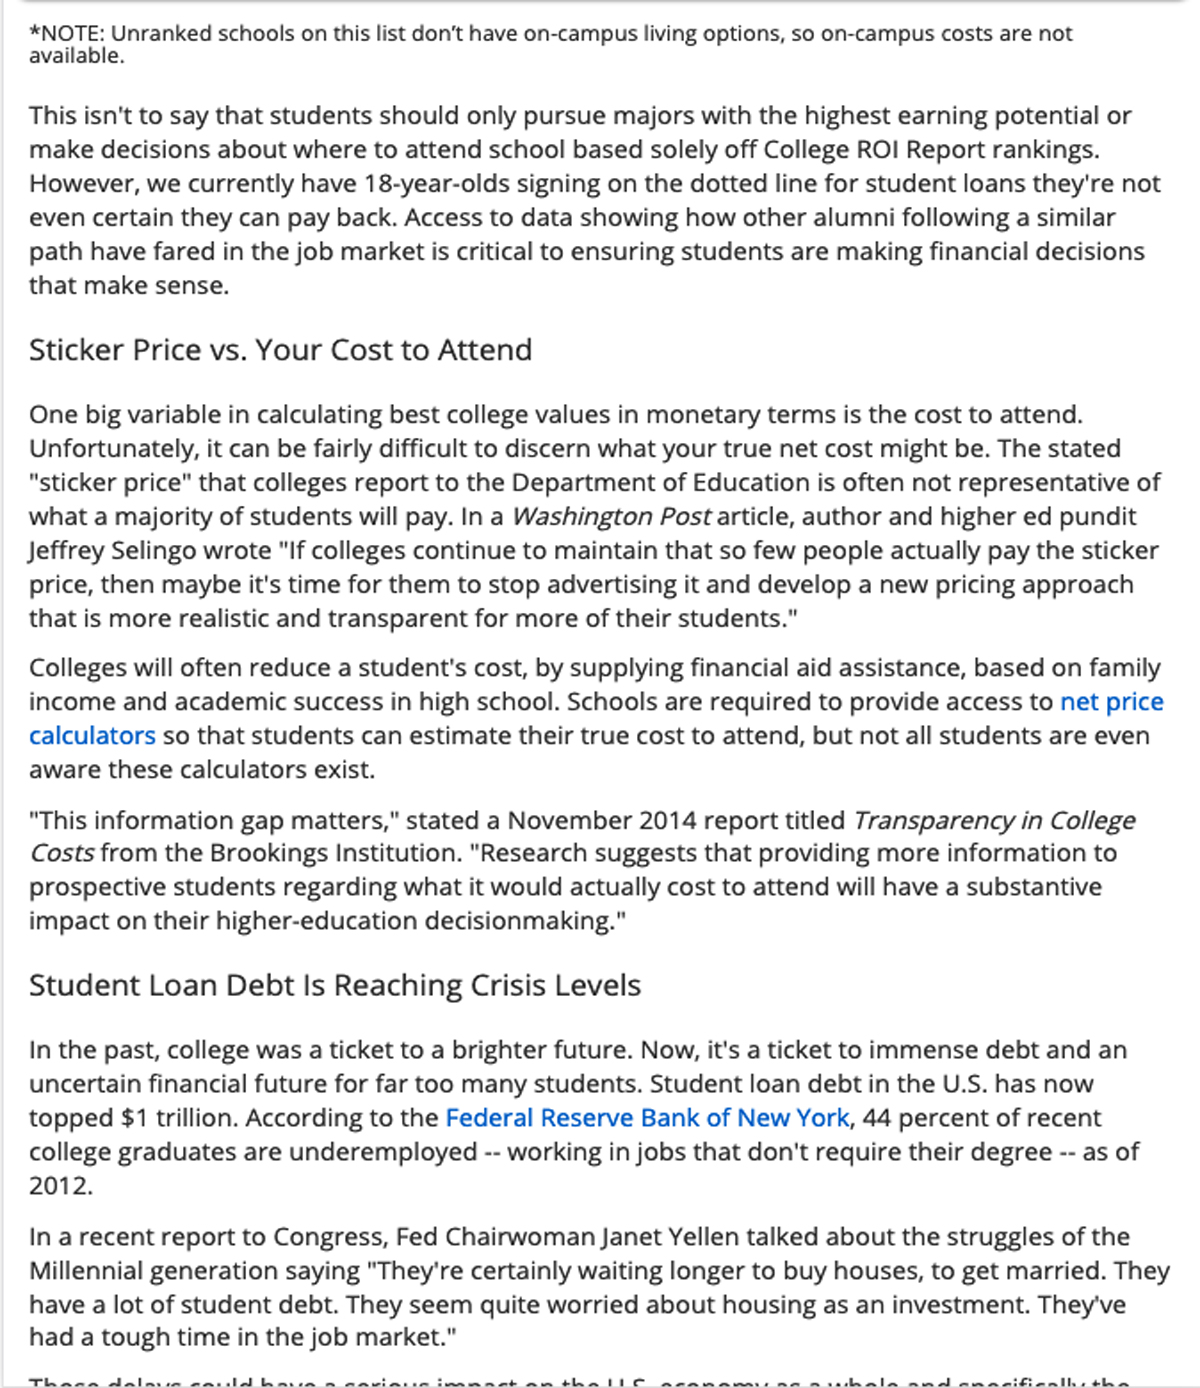 *NOTE: Unranked schools on this list don't have on-campus living options, so on-campus costs are not
available.
This isn't to say that students should only pursue majors with the highest earning potential or
make decisions about where to attend school based solely off College ROI Report rankings.
However, we currently have 18-year-olds signing on the dotted line for student loans they're not
even certain they can pay back. Access to data showing how other alumni following a similar
path have fared in the job market is critical to ensuring students are making financial decisions
that make sense.
Sticker Price vs. Your Cost to Attend
One big variable in calculating best college values in monetary terms is the cost to attend.
Unfortunately, it can be fairly difficult to discern what your true net cost might be. The stated
"sticker price" that colleges report to the Department of Education is often not representative of
what a majority of students will pay. In a Washington Post article, author and higher ed pundit
Jeffrey Selingo wrote "If colleges continue to maintain that so few people actually pay the sticker
price, then maybe it's time for them to stop advertising it and develop a new pricing approach
that is more realistic and transparent for more of their students."
Colleges will often reduce a student's cost, by supplying financial aid assistance, based on family
income and academic success in high school. Schools are required to provide access to net price
calculators so that students can estimate their true cost to attend, but not all students are even
aware these calculators exist.
"This information gap matters," stated a November 2014 report titled Transparency in College
Costs from the Brookings Institution. "Research suggests that providing more information to
prospective students regarding what it would actually cost to attend will have a substantive
impact on their higher-education decisionmaking."
Student Loan Debt Is Reaching Crisis Levels
In the past, college was a ticket to a brighter future. Now, it's a ticket to immense debt and an
uncertain financial future for far too many students. Student loan debt in the U.S. has now
topped $1 trillion. According to the Federal Reserve Bank of New York, 44 percent of recent
college graduates are underemployed -- working in jobs that don't require their degree -- as of
2012.
In a recent report to Congress, Fed Chairwoman Janet Yellen talked about the struggles of the
Millennial generation saying "They're certainly waiting longer to buy houses, to get married. They
have a lot of student debt. They seem quite worried about housing as an investment. They've
had a tough time in the job market."
These delays could have a serious impact on the U.S. economy as a whole and specifically the